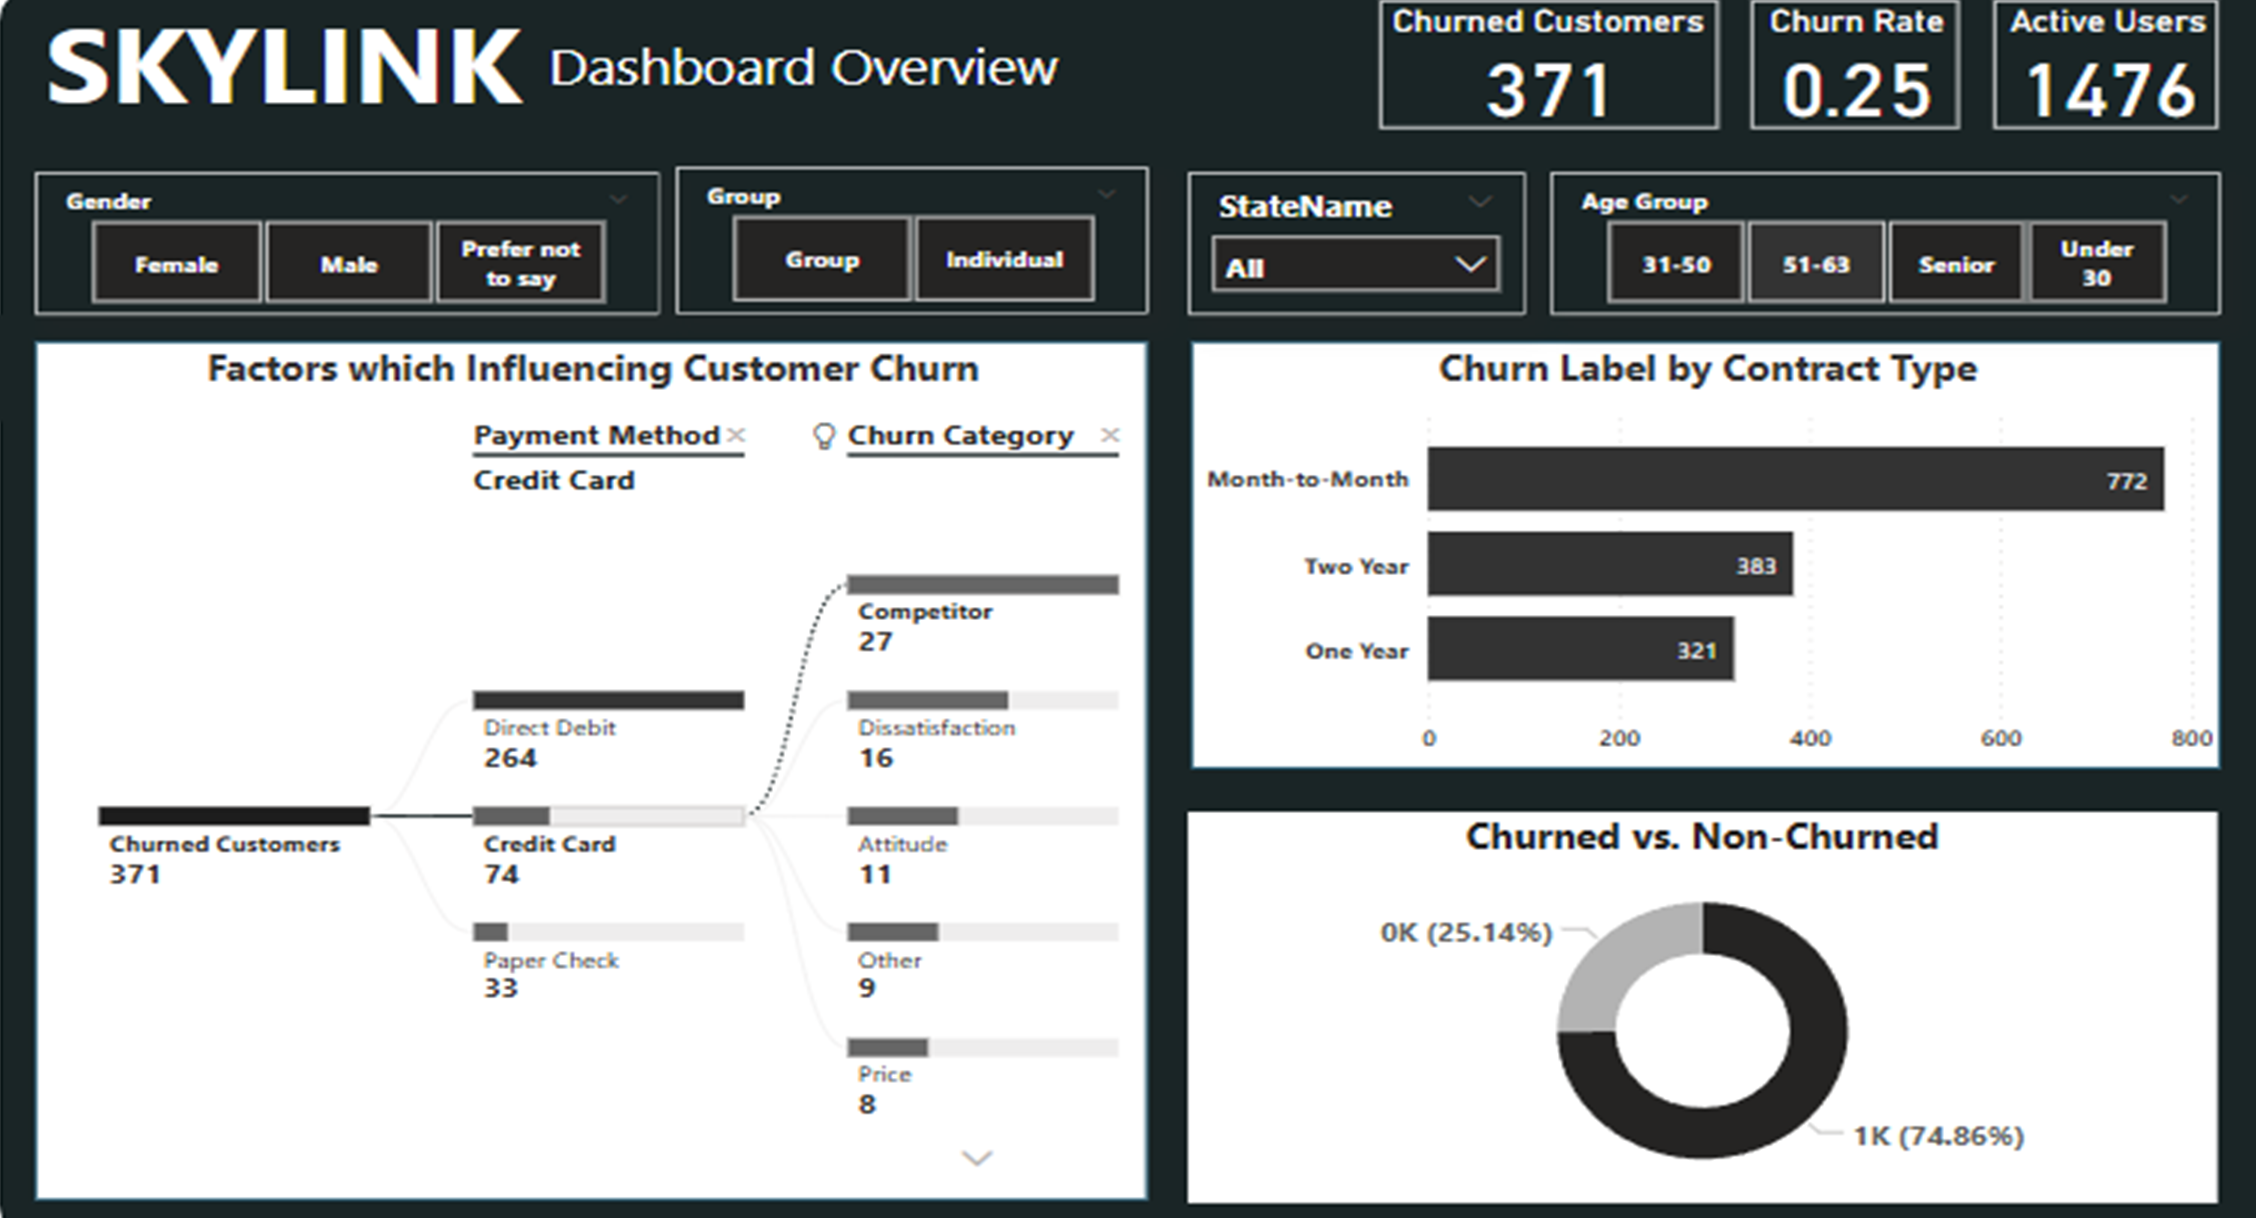 SKYLINK Dashboard Overview
Churned Customers
371
Churn Rate
0.25
Active Users
1476
Gender
Female
Male
Prefer not
to say
Group
Group
Individual
StateName
All
Age Group
31-50
51-63
Senior
Under
30
Factors which Influencing Customer Churn
Payment Method
Credit Card
Churn Category
Churned Customers
371
Direct Debit
264
Credit Card
74
Paper Check
33
Competitor
27
Dissatisfaction
16
Attitude
11
Other
9
Price
8
Churn Label by Contract Type
Month-to-Month
772
Two Year
383
One Year
321
0 200 400 600 800
Churned vs. Non-Churned
0K (25.14%)
1K (74.86%)